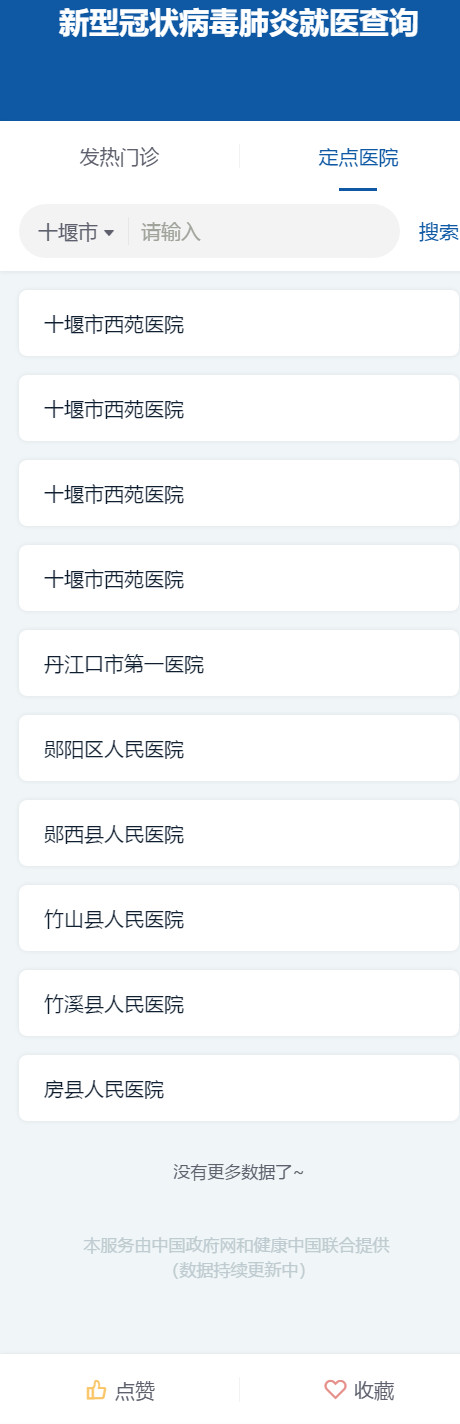 新型冠状病毒肺炎就医查询
发热门诊 定点医院
十堰市 请输入 搜索
十堰市西苑医院
十堰市西苑医院
十堰市西苑医院
十堰市西苑医院
丹江口市第一医院
郧阳区人民医院
郧西县人民医院
竹山县人民医院
竹溪县人民医院
房县人民医院
没有更多数据了~
本服务由中国政府网和健康中国联合提供
（数据持续更新中）
点赞 收藏